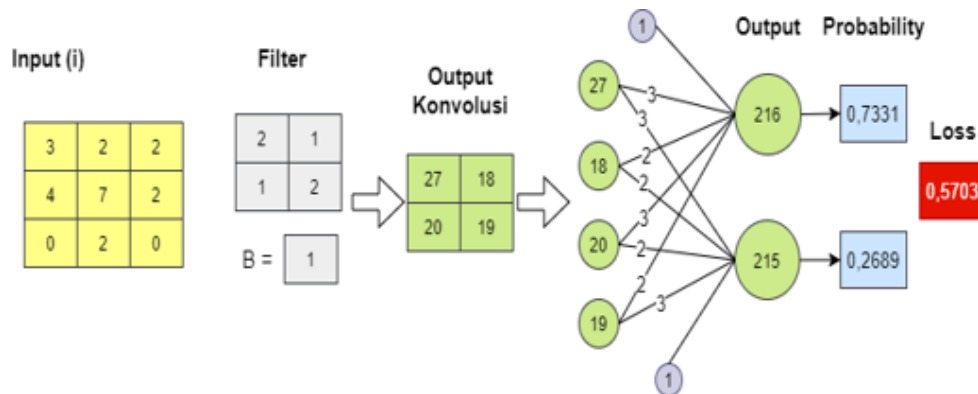 Input (i)
Filter
Output
Konvolusi
Output
Probability
Loss
3 2 2
4 7 2
0 2 0
2 1
1 2
B = 1
27 18
20 19
1
27
18
20
19
1
3
3
2
2
3
2
2
3
216
215
0,7331
0,2689
0,5703